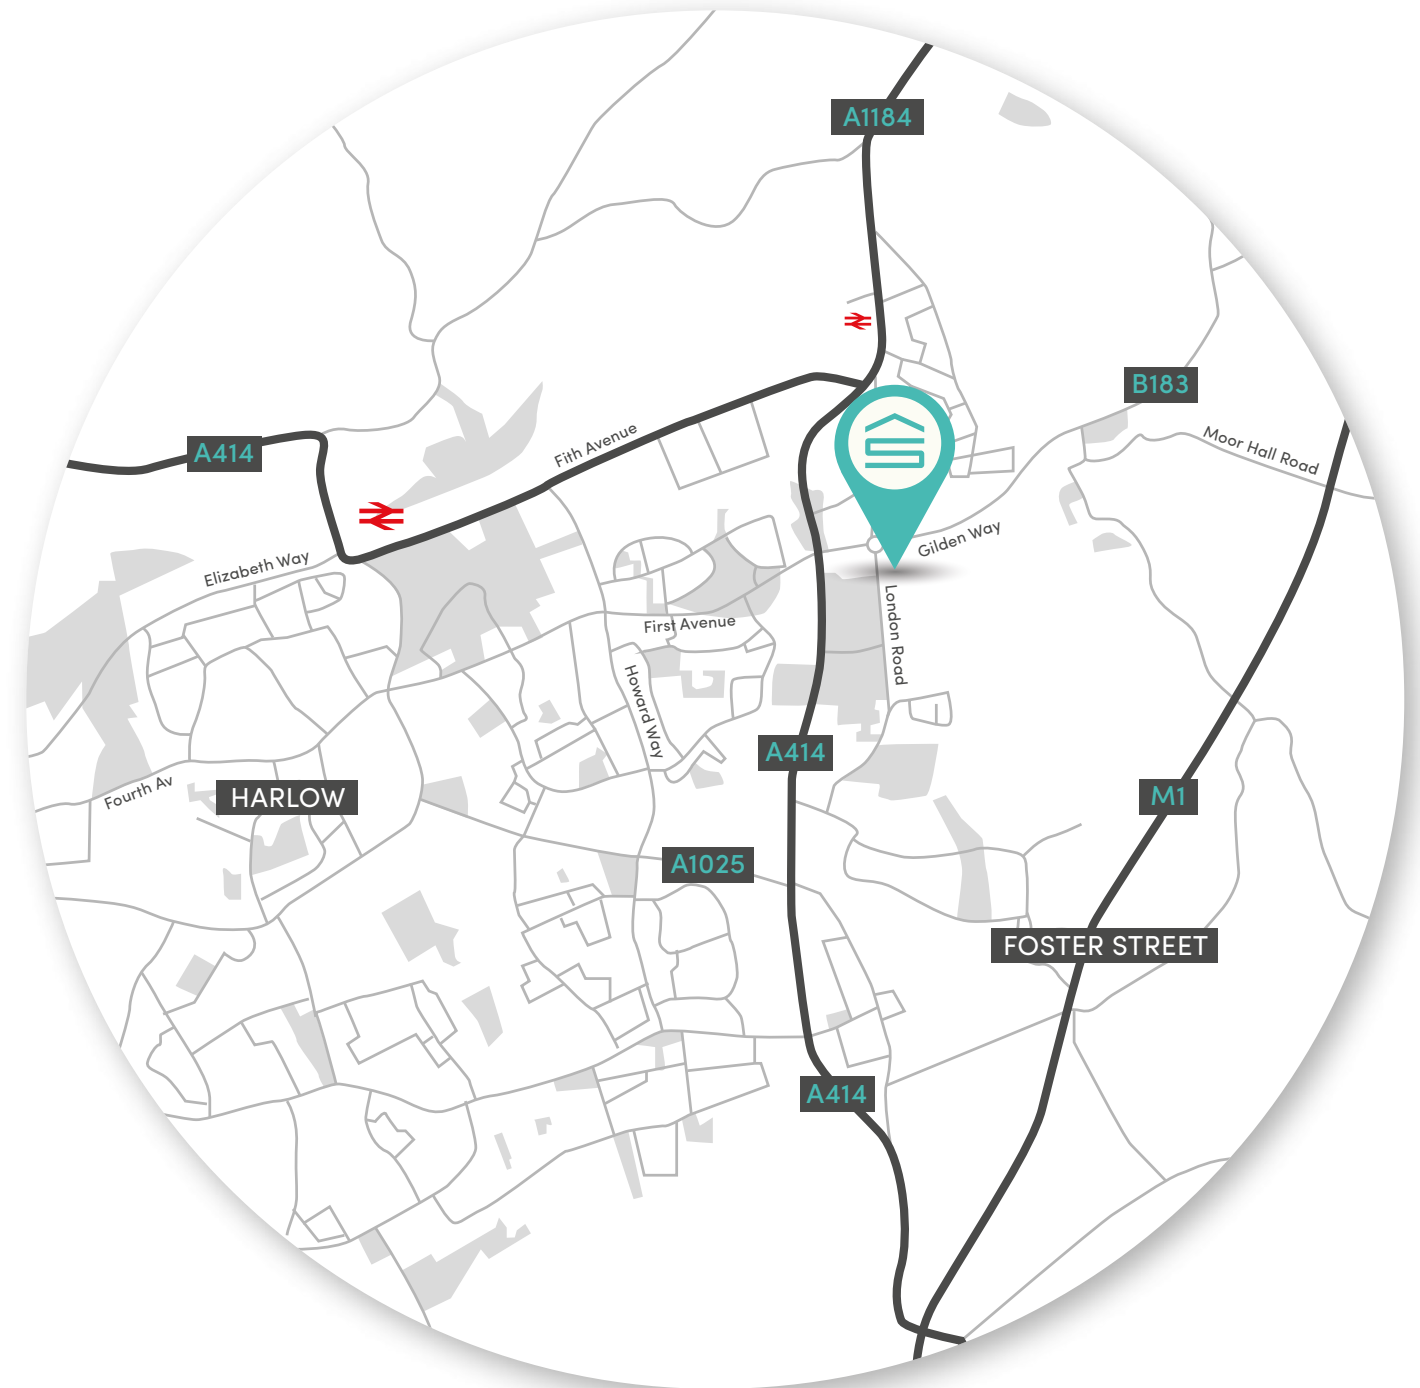 A1184
B183
Moor Hall Road
Fith Avenue
A414
Gilden Way
Elizabeth Way
London Road
First Avenue
Howard Way
A414
Fourth Av
HARLOW
M1
A1025
FOSTER STREET
A414